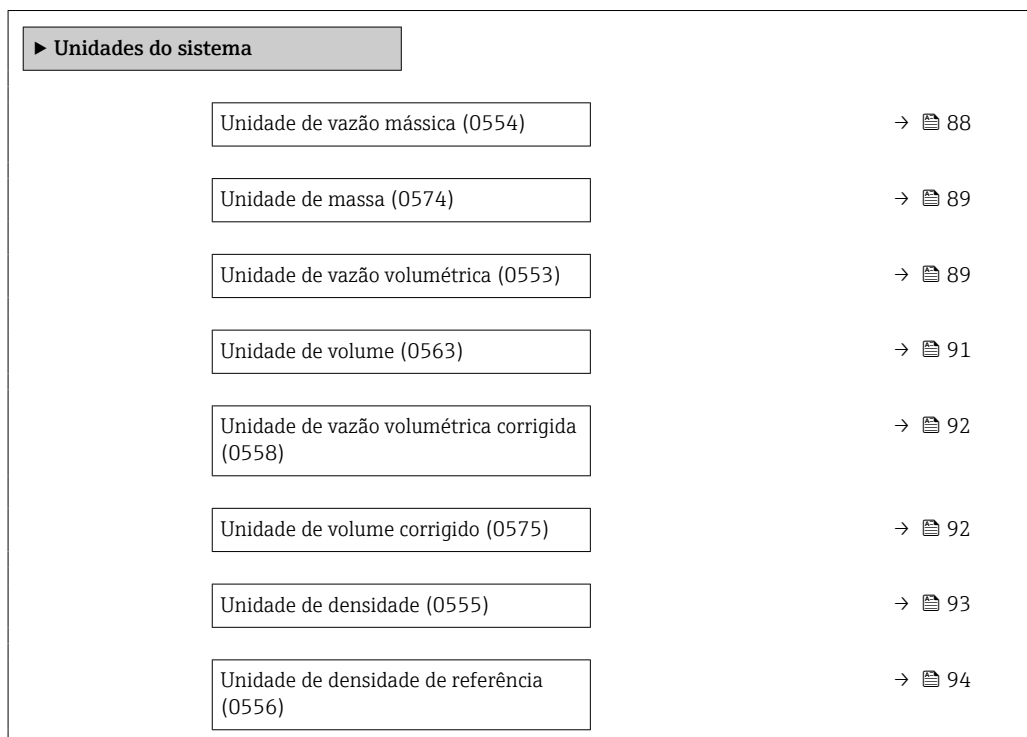 ▶ Unidades do sistema
Unidade de vazão mássica (0554) → 88
Unidade de massa (0574) → 89
Unidade de vazão volumétrica (0553) → 89
Unidade de volume (0563) → 91
Unidade de vazão volumétrica corrigida → 92
(0558)
Unidade de volume corrigido (0575) → 92
Unidade de densidade (0555) → 93
Unidade de densidade de referência → 94
(0556)